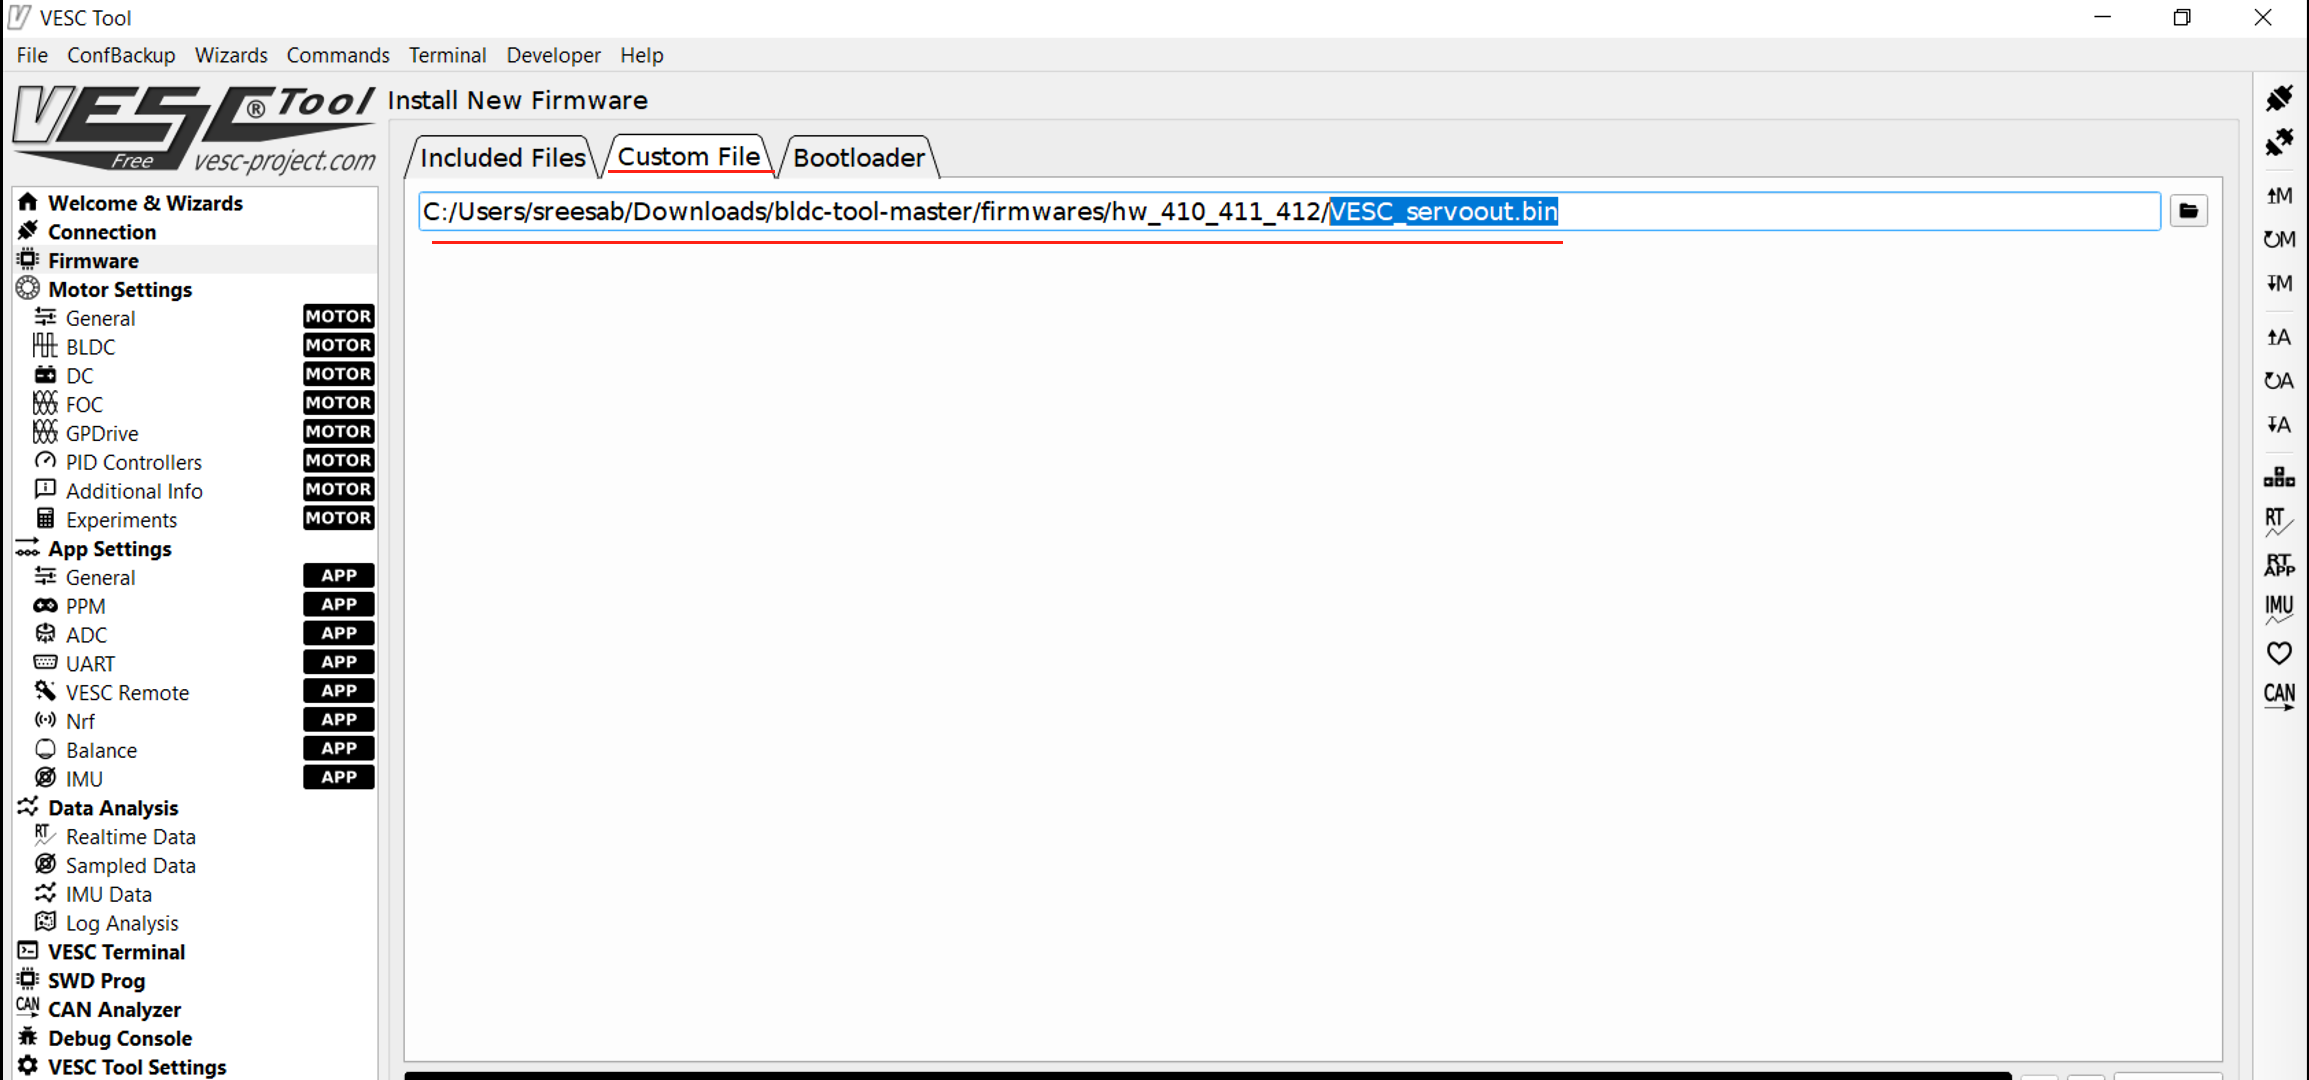 VESC Tool
File ConfBackup Wizards Commands Terminal Developer Help
VESC® Tool
Free vesc-project.com
Install New Firmware
Included Files Custom File Bootloader
C:/Users/sreesab/Downloads/bldc-tool-master/firmwares/hw_410_411_412/VESC_servoout.bin
Welcome & Wizards
Connection
Firmware
Motor Settings
General MOTOR
BLDC MOTOR
DC MOTOR
FOC MOTOR
GPDrive MOTOR
PID Controllers MOTOR
Additional Info MOTOR
Experiments MOTOR
App Settings
General APP
PPM APP
ADC APP
UART APP
VESC Remote APP
Nrf APP
Balance APP
IMU APP
Data Analysis
RT Realtime Data
Sampled Data
IMU Data
Log Analysis
VESC Terminal
SWD Prog
CAN CAN Analyzer
Debug Console
VESC Tool Settings
M
M
M
A
A
A
RT
RT APP
IMU
CAN